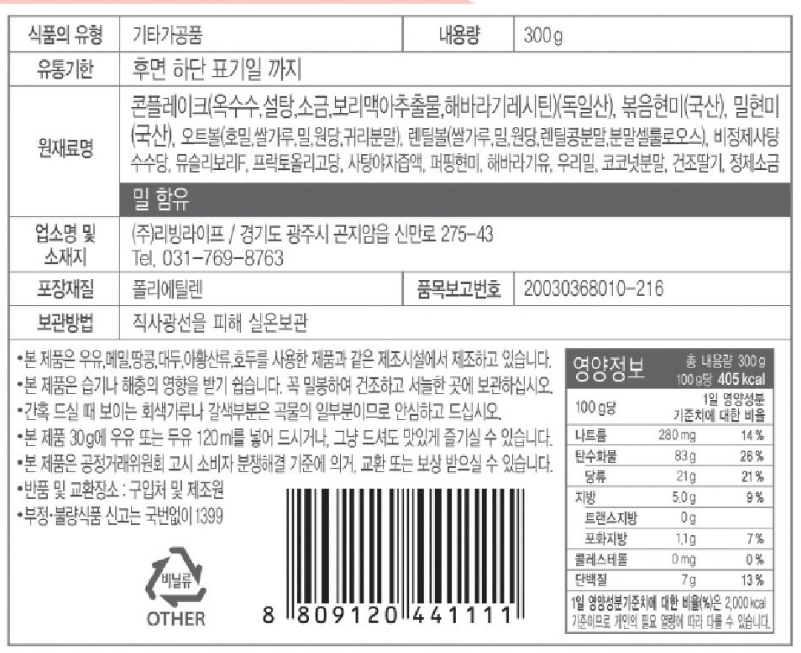 식품의 유형 기타가공품 내용량 300g
유통기한 후면 하단 표기일 까지
원재료명 콘플레이크(옥수수,설탕,소금,보리맥아추출물,해바라기레시틴)(독일산), 볶음현미(국산), 밀현미
(국산), 오트볼(호밀,쌀가루,밀,원당,귀리분말), 렌틸볼(쌀가루,밀,원당,렌틸콩분말,분말셀룰로오스), 비정제사탕
수수당, 뮤슬리보리F, 프락토올리고당, 사탕야자즙액, 퍼핑현미, 해바라기유, 우리밀, 코코넛분말, 건조딸기, 정제소금
밀 함유
업소명 및 소재지 (주)리빙라이프 / 경기도 광주시 곤지암읍 신만로 275-43
Tel. 031-769-8763
포장재질 폴리에틸렌 품목보고번호 20030368010-216
보관방법 직사광선을 피해 실온보관
•본 제품은 우유,메밀,땅콩,대두,아황산류,호두를 사용한 제품과 같은 제조시설에서 제조하고 있습니다.
•본 제품은 습기나 해충의 영향을 받기 쉽습니다. 꼭 밀봉하여 건조하고 서늘한 곳에 보관하십시오.
•간혹 드실 때 보이는 회색가루나 갈색부분은 곡물의 일부분이므로 안심하고 드십시오.
•본 제품 30g에 우유 또는 두유 120㎖를 넣어 드시거나, 그냥 드셔도 맛있게 즐기실 수 있습니다.
•본 제품은 공정거래위원회 고시 소비자 분쟁해결 기준에 의거, 교환 또는 보상 받으실 수 있습니다.
•반품 및 교환장소 : 구입처 및 제조원
•부정·불량식품 신고는 국번없이 1399
비닐류
OTHER
8 809120 441111
영양정보 총 내용량 300g
100g당 405 kcal
100g당 1일 영양성분
기준치에 대한 비율
나트륨 280mg 14%
탄수화물 83g 26%
당류 21g 21%
지방 5.0g 9%
트랜스지방 0g
포화지방 1.1g 7%
콜레스테롤 0mg 0%
단백질 7g 13%
1일 영양성분기준치에 대한 비율(%)은 2,000 kcal
기준이므로 개인의 필요 열량에 따라 다를 수 있습니다.